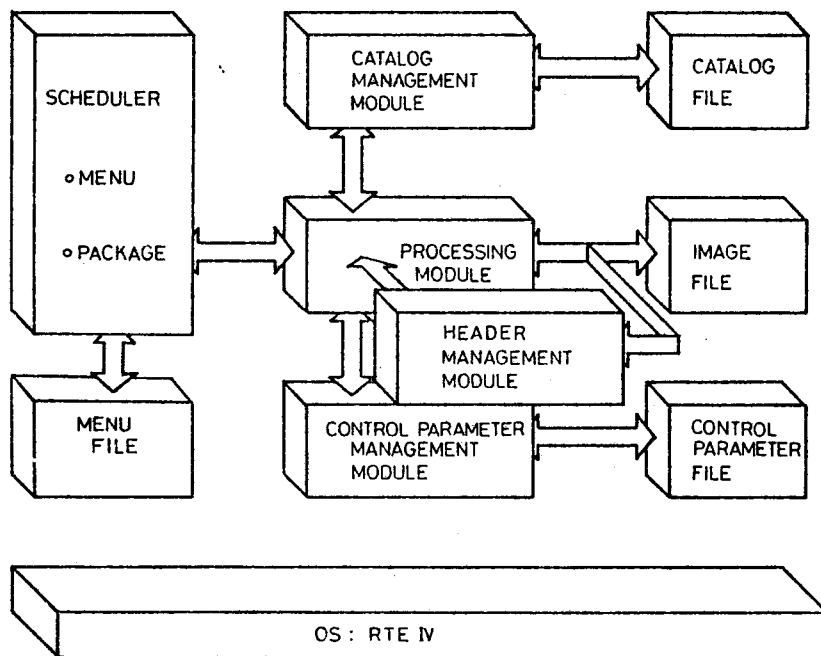 SCHEDULER
o MENU
o PACKAGE
CATALOG
MANAGEMENT
MODULE
CATALOG
FILE
PROCESSING
MODULE
IMAGE
FILE
HEADER
MANAGEMENT
MODULE
MENU
FILE
CONTROL PARAMETER
MANAGEMENT
MODULE
CONTROL
PARAMETER
FILE
OS : RTE IV